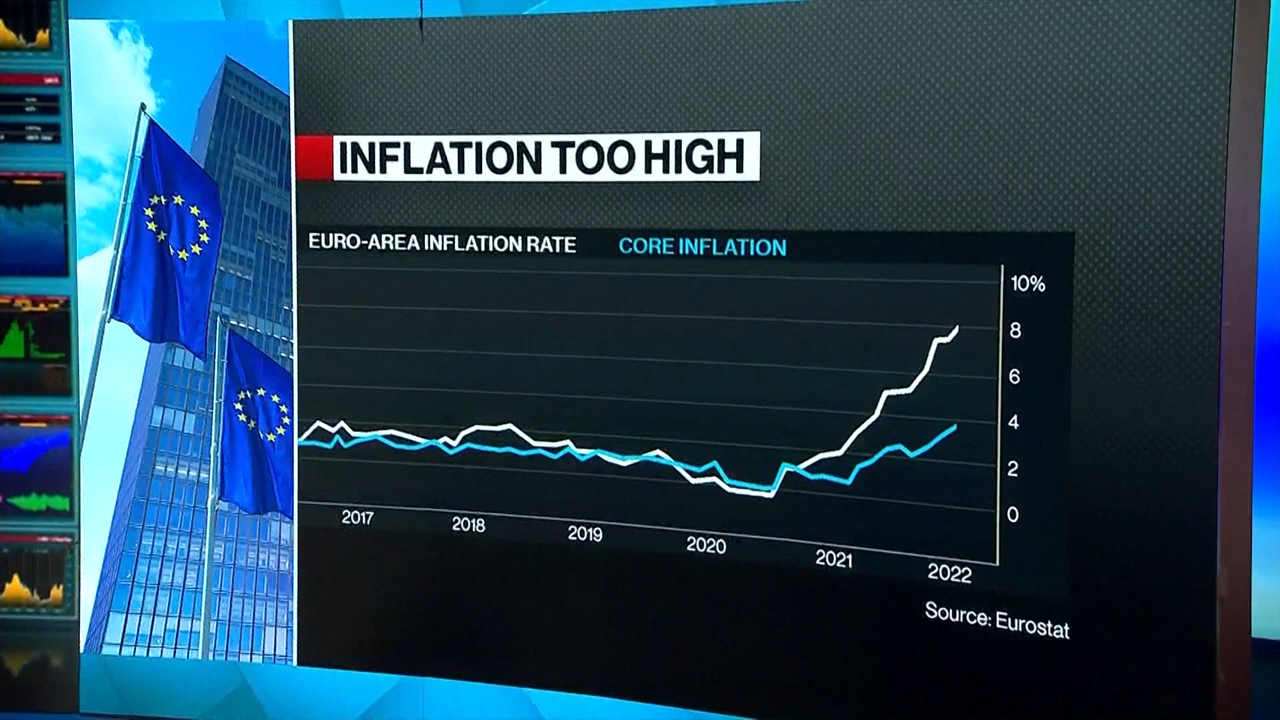 INFLATION TOO HIGH
EURO-AREA INFLATION RATE CORE INFLATION
10%
8
6
4
2
0
2017 2018 2019 2020 2021 2022
Source: Eurostat